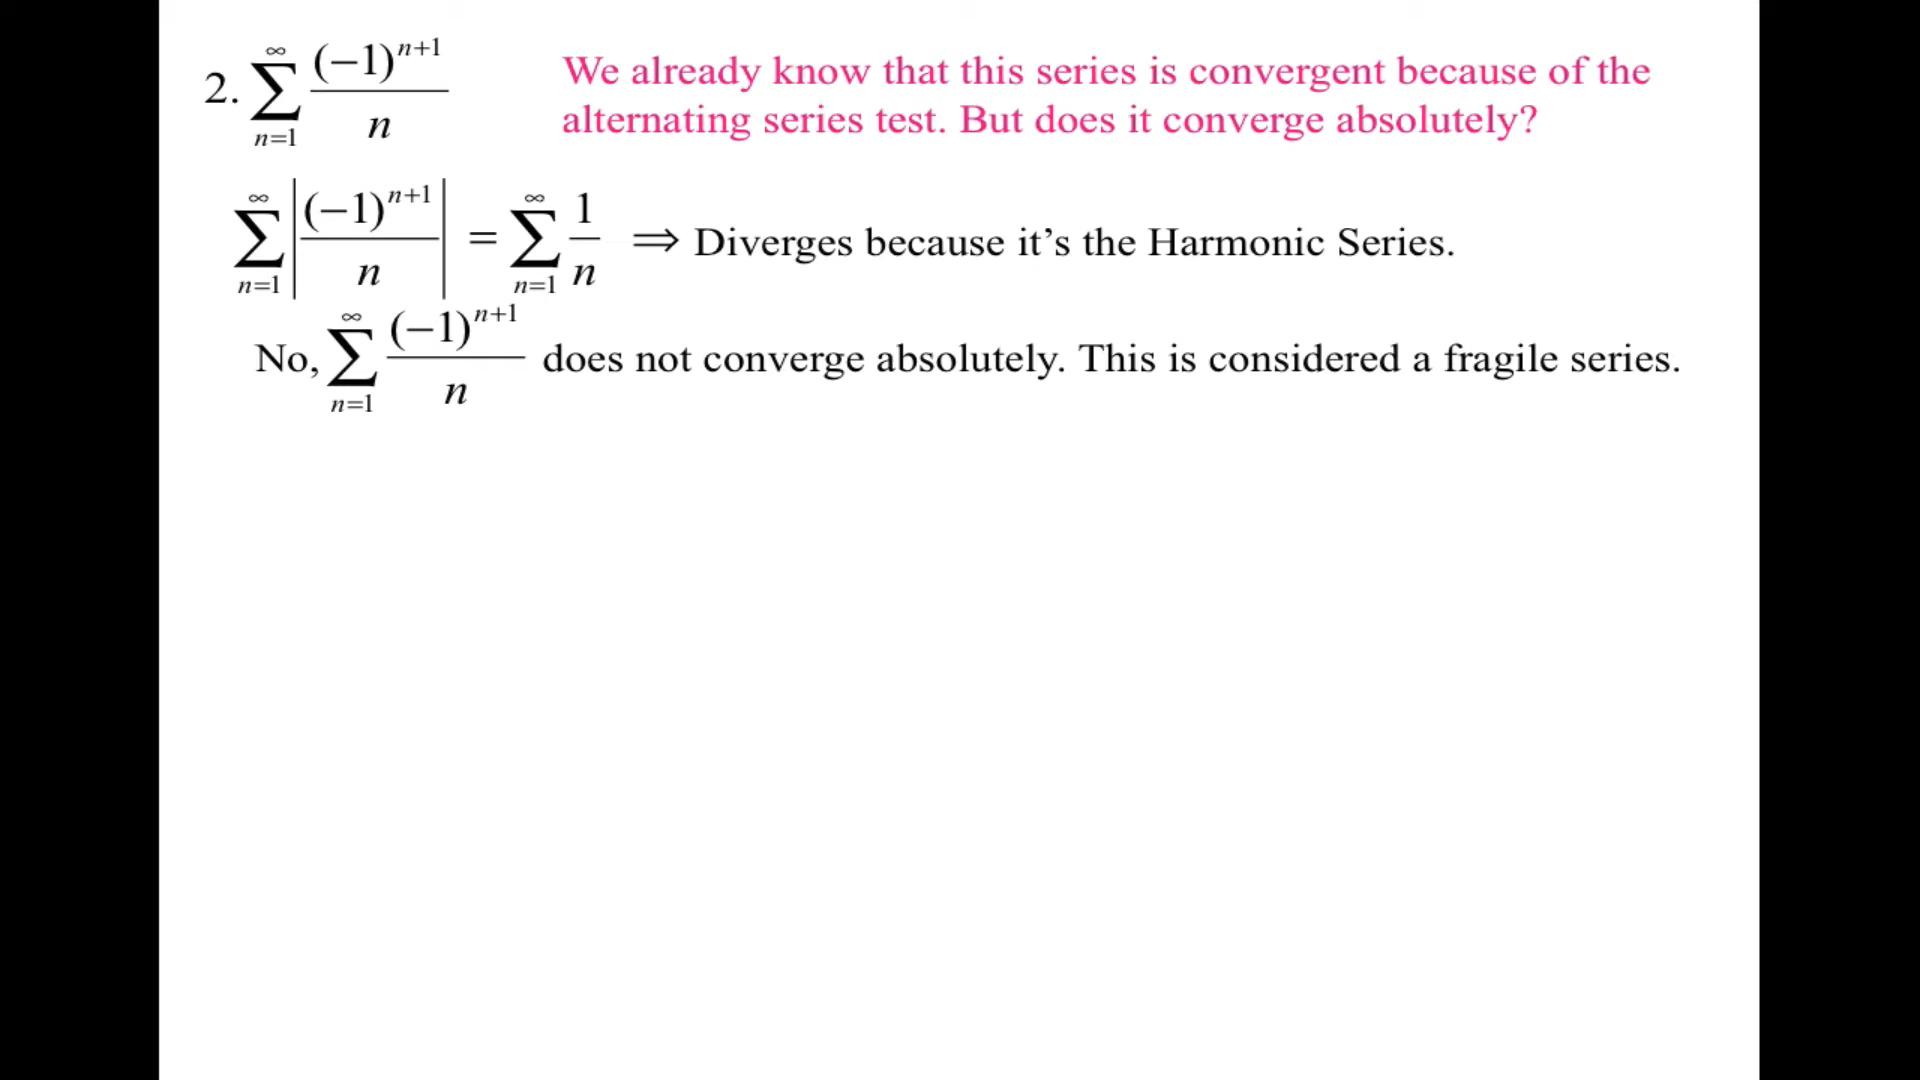 2. $\sum_{n=1}^{\infty} \frac{(-1)^{n+1}}{n}$ We already know that this series is convergent because of the
alternating series test. But does it converge absolutely?
$\sum_{n=1}^{\infty} \left| \frac{(-1)^{n+1}}{n} \right| = \sum_{n=1}^{\infty} \frac{1}{n}$ ⇒ Diverges because it’s the Harmonic Series.
No, $\sum_{n=1}^{\infty} \frac{(-1)^{n+1}}{n}$ does not converge absolutely. This is considered a fragile series.